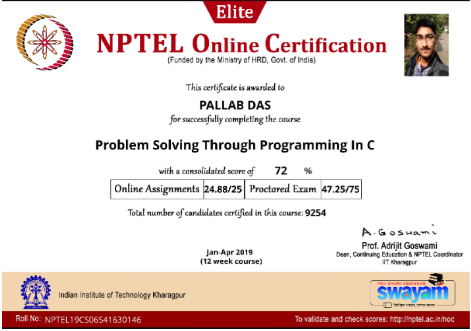 Elite
NPTEL Online Certification
(Funded by the Ministry of HRD, Govt. of India)
This certificate is awarded to
PALLAB DAS
for successfully completing the course
Problem Solving Through Programming In C
with a consolidated score of 72 %
Online Assignments 24.88/25 Proctored Exam 47.25/75
Total number of candidates certified in this course: 9254
A. Goswami
Prof. Adrijit Goswami
Dean, Continuing Education & NPTEL Coordinator
IIT Kharagpur
Jan-Apr 2019
(12 week course)
Indian Institute of Technology Kharagpur
swayam
Roll No: NPTEL19CS06S41630146
To validate and check scores: http://nptel.ac.in/noc